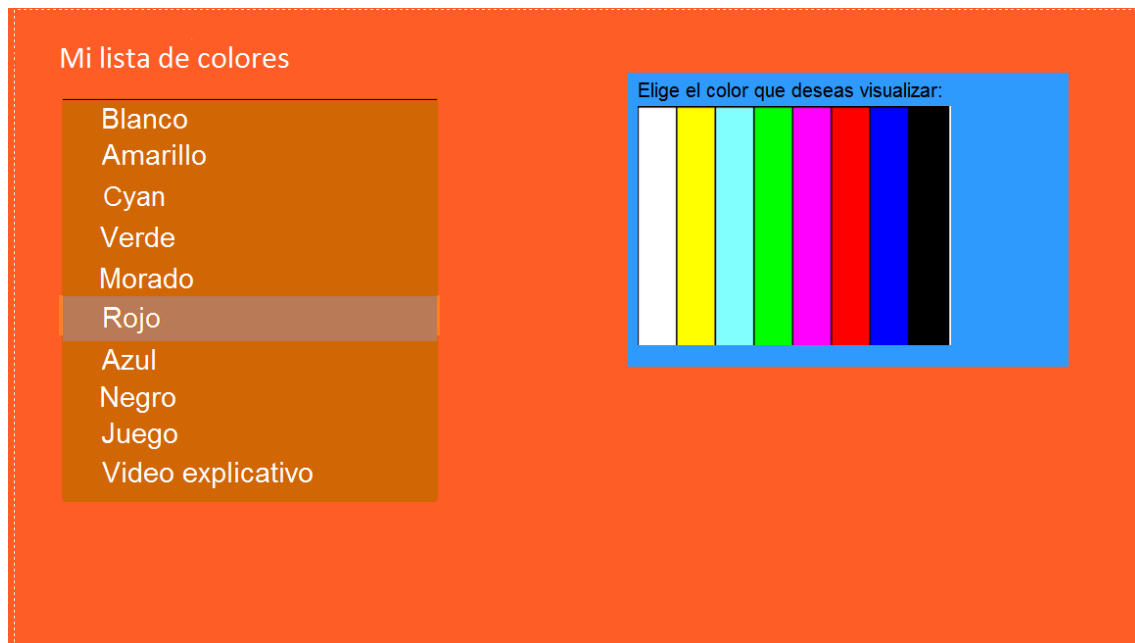 Mi lista de colores
Blanco
Amarillo
Cyan
Verde
Morado
Rojo
Azul
Negro
Juego
Video explicativo
Elige el color que deseas visualizar: